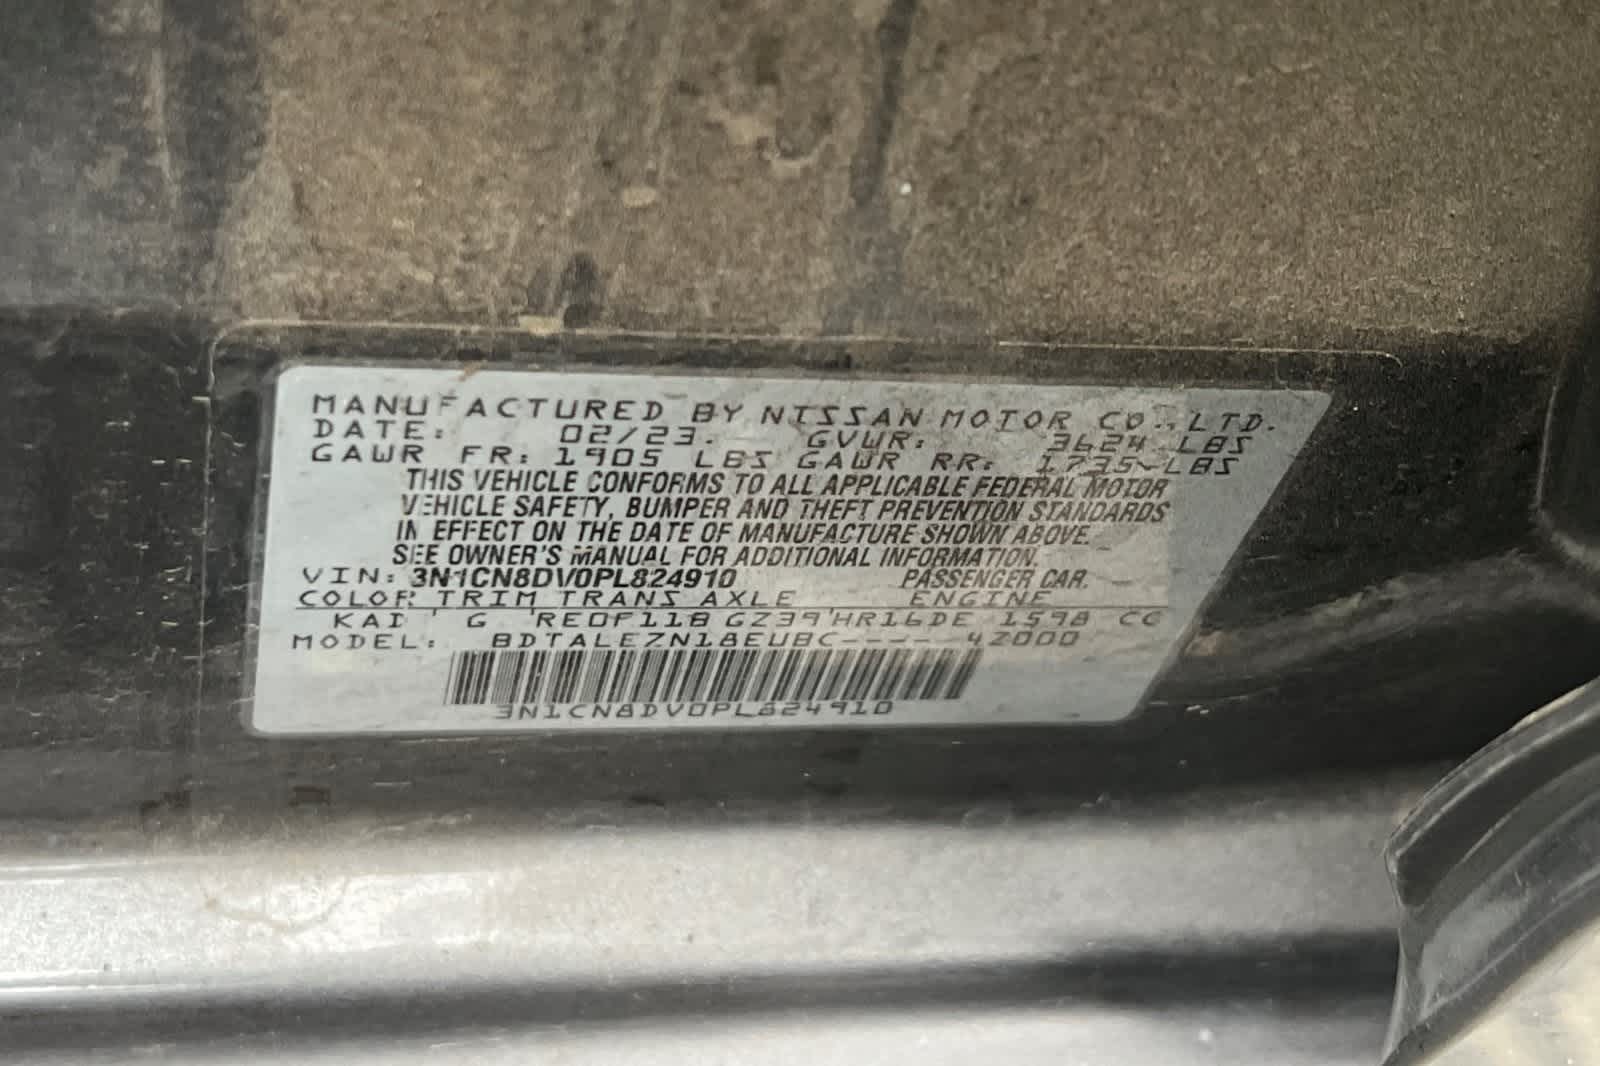 MANUFACTURED BY NISSAN MOTOR CO., LTD.
DATE: 02/23. GVWR: 3624 LBS
GAWR FR: 1905 LBS GAWR RR: 1735 LBS
THIS VEHICLE CONFORMS TO ALL APPLICABLE FEDERAL MOTOR
VEHICLE SAFETY, BUMPER AND THEFT PREVENTION STANDARDS
IN EFFECT ON THE DATE OF MANUFACTURE SHOWN ABOVE.
SEE OWNER'S MANUAL FOR ADDITIONAL INFORMATION.
VIN: 3N1CN8DV0PL824910 PASSENGER CAR.
COLOR TRIM TRANS AXLE ENGINE
KAD G RE0F11B GZ39 HR16DE 1598 CC
MODEL: BDTALEZN18EUBC----- 42000
3N1CN8DV0PL824910